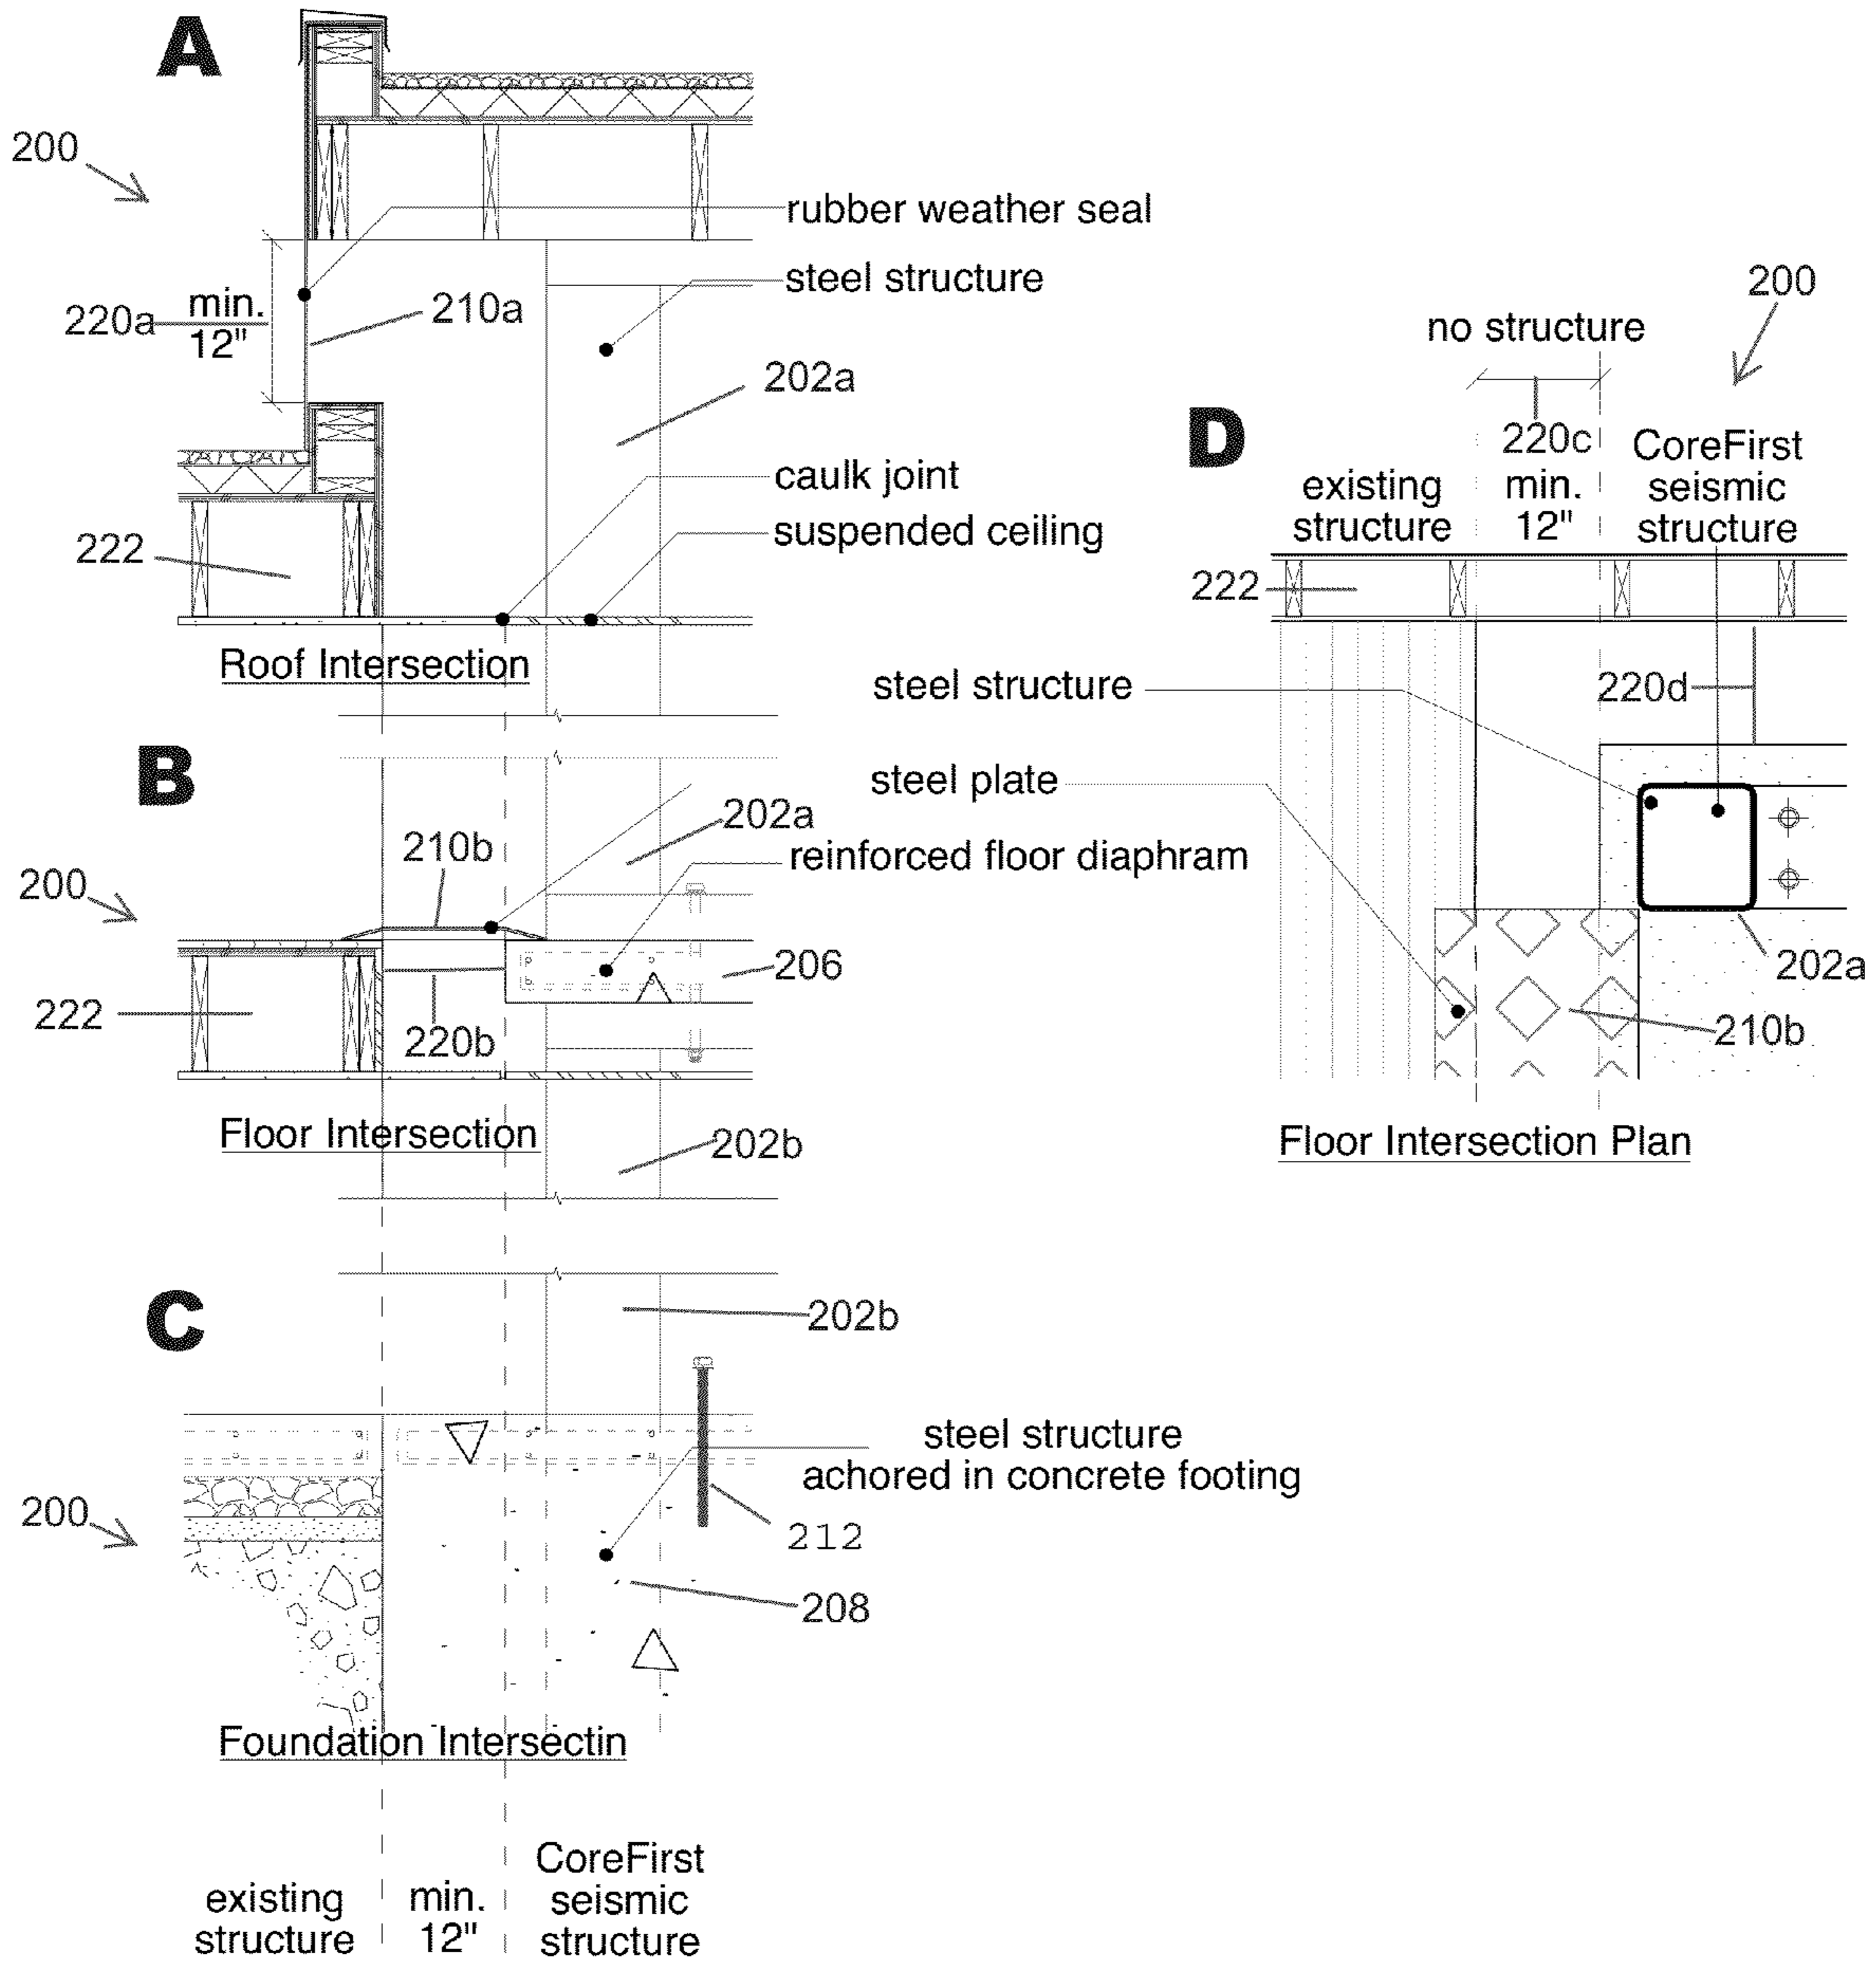 A
200
rubber weather seal
steel structure
220a
min.
12"
210a
202a
caulk joint
suspended ceiling
222
Roof Intersection
B
202a
210b
reinforced floor diaphram
200
206
222
220b
Floor Intersection
202b
C
202b
steel structure
achored in concrete footing
200
212
208
Foundation Intersectin
existing
structure
min.
12"
CoreFirst
seismic
structure
200
no structure
D
220c
existing
structure
min.
12"
CoreFirst
seismic
structure
222
steel structure
220d
steel plate
202a
210b
Floor Intersection Plan